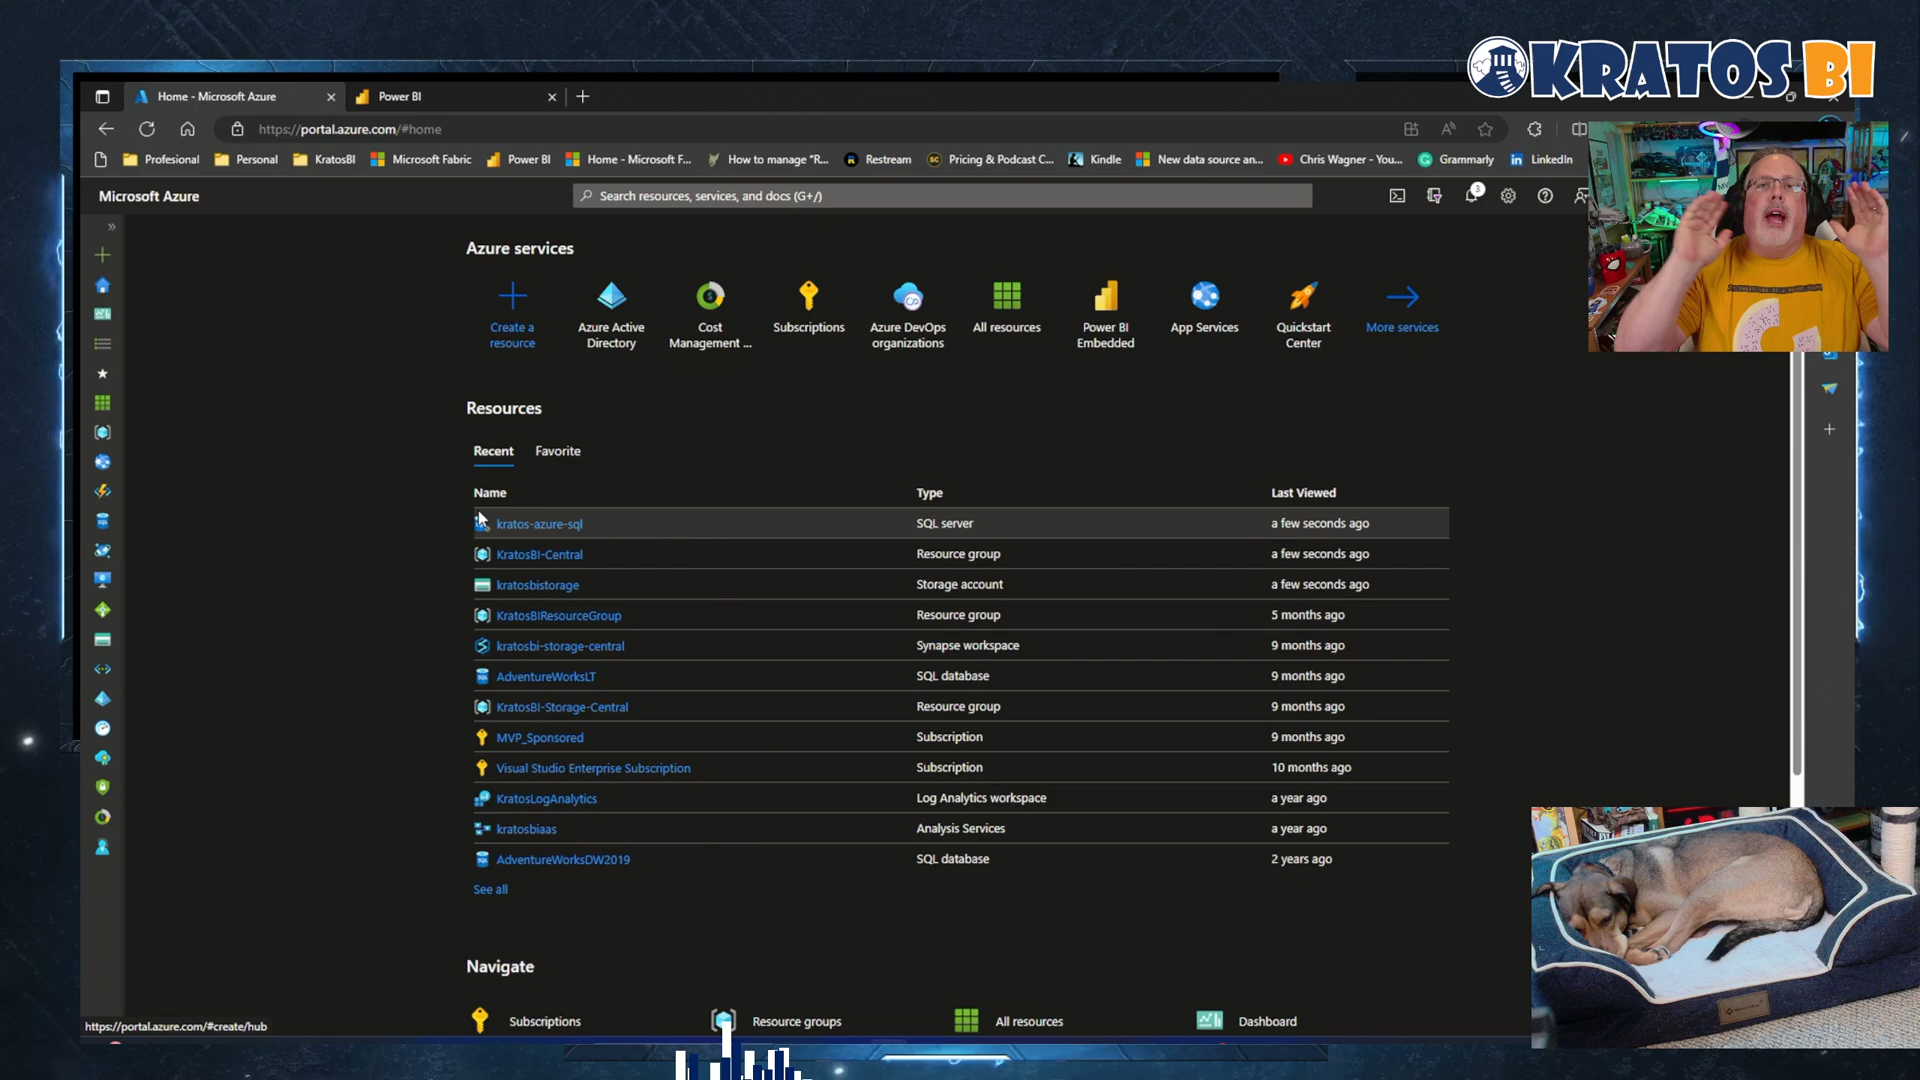 KRATOS BI
Home - Microsoft Azure
Power BI
https://portal.azure.com/#home
Profesional
Personal
KratosBI
Microsoft Fabric
Power BI
Home - Microsoft F...
How to manage "R...
Restream
Pricing & Podcast C...
Kindle
New data source an...
Chris Wagner - You...
Grammarly
LinkedIn
Microsoft Azure
Search resources, services, and docs (G+/)
3
Azure services
Create a
resource
Azure Active
Directory
Cost
Management ...
Subscriptions
Azure DevOps
organizations
All resources
Power BI
Embedded
App Services
Quickstart
Center
More services
Resources
Recent
Favorite
Name
Type
Last Viewed
kratos-azure-sql
SQL server
a few seconds ago
KratosBI-Central
Resource group
a few seconds ago
kratosbistorage
Storage account
a few seconds ago
KratosBIResourceGroup
Resource group
5 months ago
kratosbi-storage-central
Synapse workspace
9 months ago
AdventureWorksLT
SQL database
9 months ago
KratosBI-Storage-Central
Resource group
9 months ago
MVP_Sponsored
Subscription
9 months ago
Visual Studio Enterprise Subscription
Subscription
10 months ago
KratosLogAnalytics
Log Analytics workspace
a year ago
kratosbiaas
Analysis Services
a year ago
AdventureWorksDW2019
SQL database
2 years ago
See all
Navigate
Subscriptions
Resource groups
All resources
Dashboard
https://portal.azure.com/#create/hub